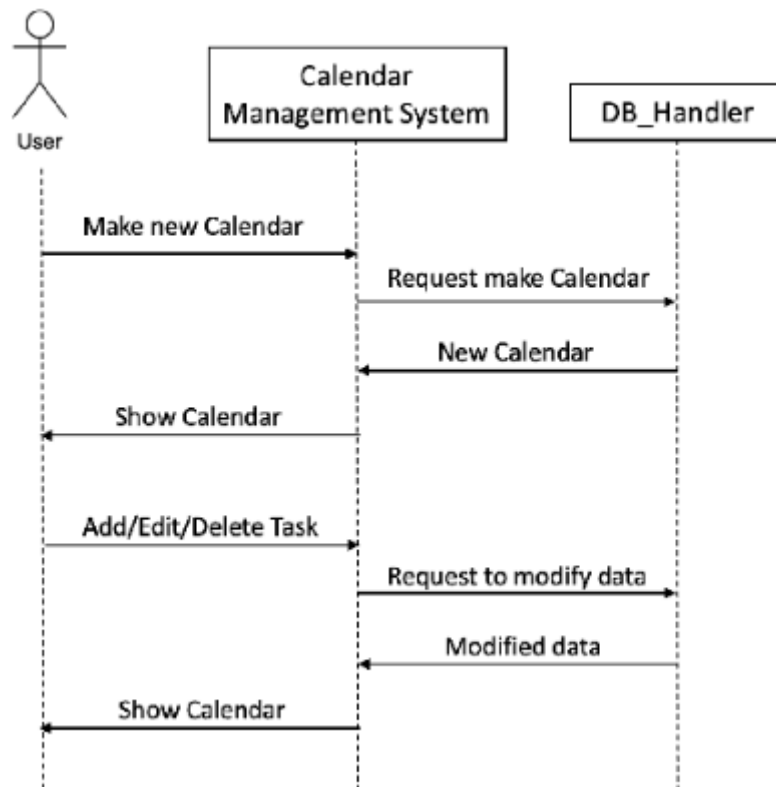 User
Calendar
Management System
DB_Handler
Make new Calendar
Request make Calendar
New Calendar
Show Calendar
Add/Edit/Delete Task
Request to modify data
Modified data
Show Calendar